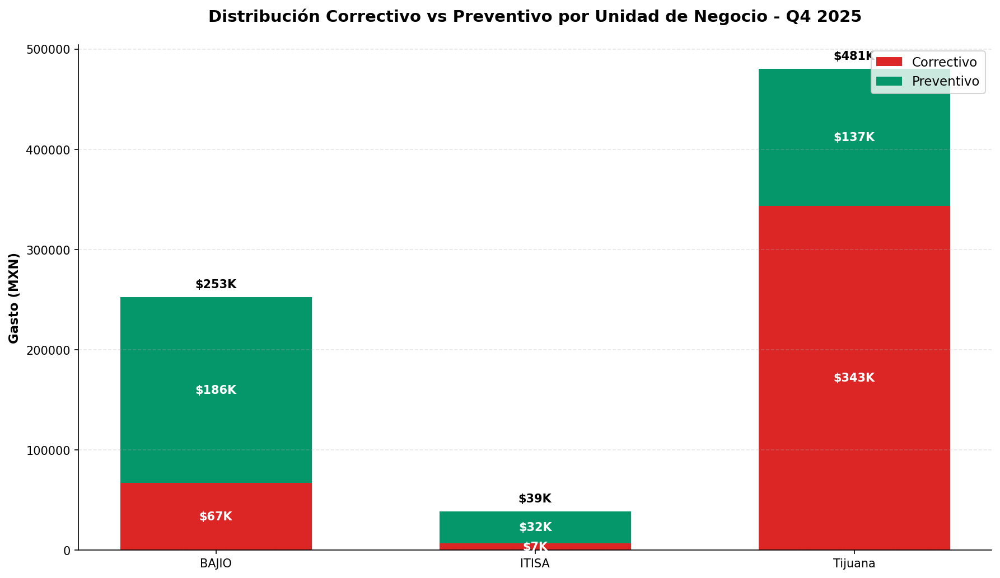 Distribución Correctivo vs Preventivo por Unidad de Negocio - Q4 2025
500000
400000
300000
200000
100000
0
Gasto (MXN)
$253K
$186K
$67K
$39K
$32K
$7K
$481K
$137K
$343K
Correctivo
Preventivo
BAJIO
ITISA
Tijuana